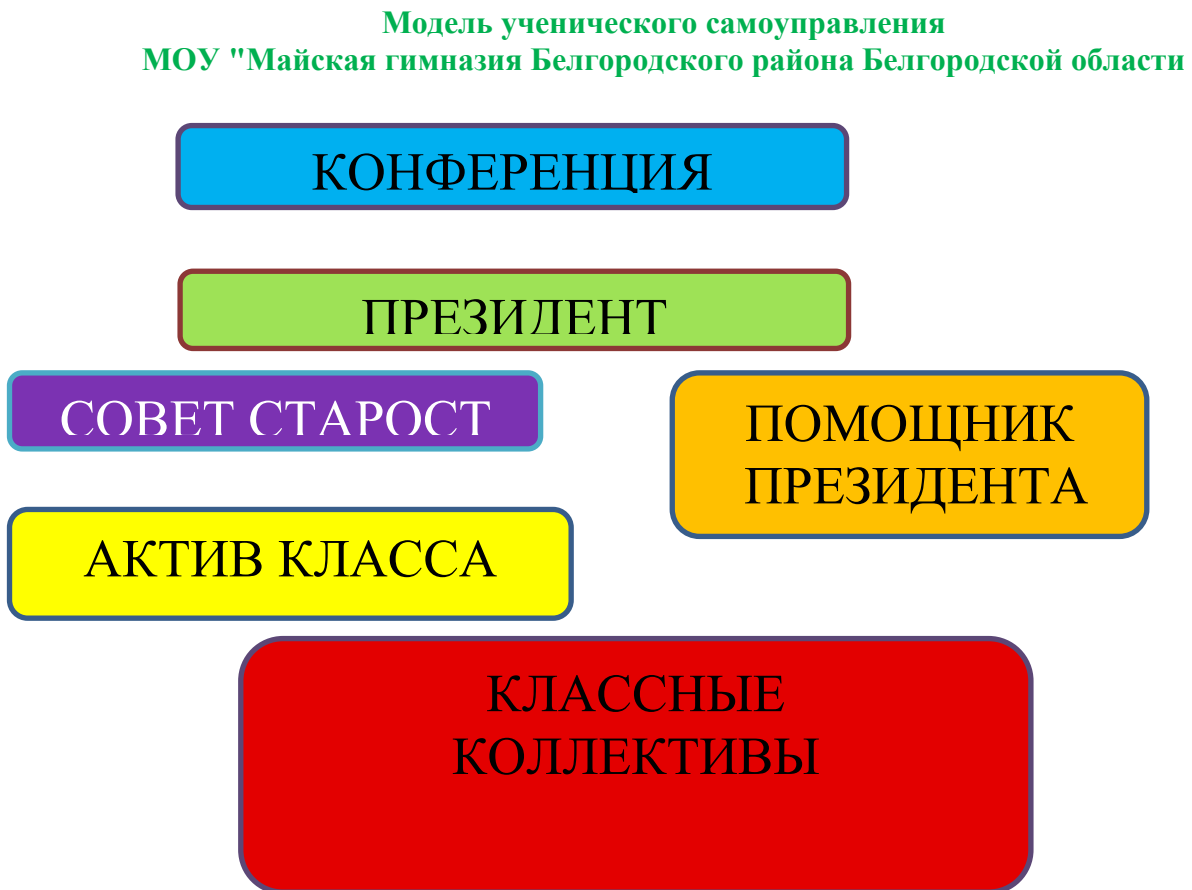 Модель ученического самоуправления
МОУ "Майская гимназия Белгородского района Белгородской области
КОНФЕРЕНЦИЯ
ПРЕЗИДЕНТ
СОВЕТ СТАРОСТ
ПОМОЩНИК
ПРЕЗИДЕНТА
АКТИВ КЛАССА
КЛАССНЫЕ
КОЛЛЕКТИВЫ